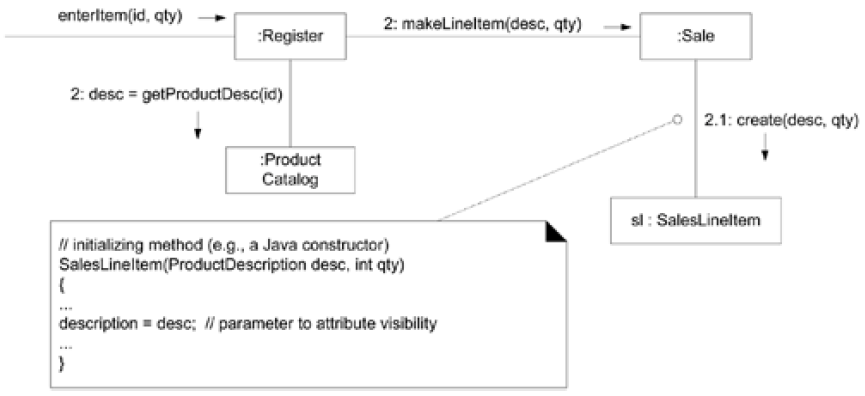 enterItem(id, qty)
:Register
2: makeLineItem(desc, qty)
:Sale
2: desc = getProductDesc(id)
2.1: create(desc, qty)
:Product
Catalog
sl : SalesLineItem
// initializing method (e.g., a Java constructor)
SalesLineItem(ProductDescription desc, int qty)
{
...
description = desc;  // parameter to attribute visibility
...
}